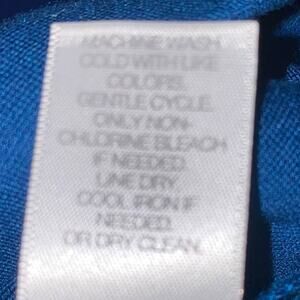 MACHINE WASH
COLD WITH LIKE
COLORS.
GENTLE CYCLE.
ONLY NON-
CHLORINE BLEACH
IF NEEDED.
LINE DRY.
COOL IRON IF
NEEDED.
OR DRY CLEAN.